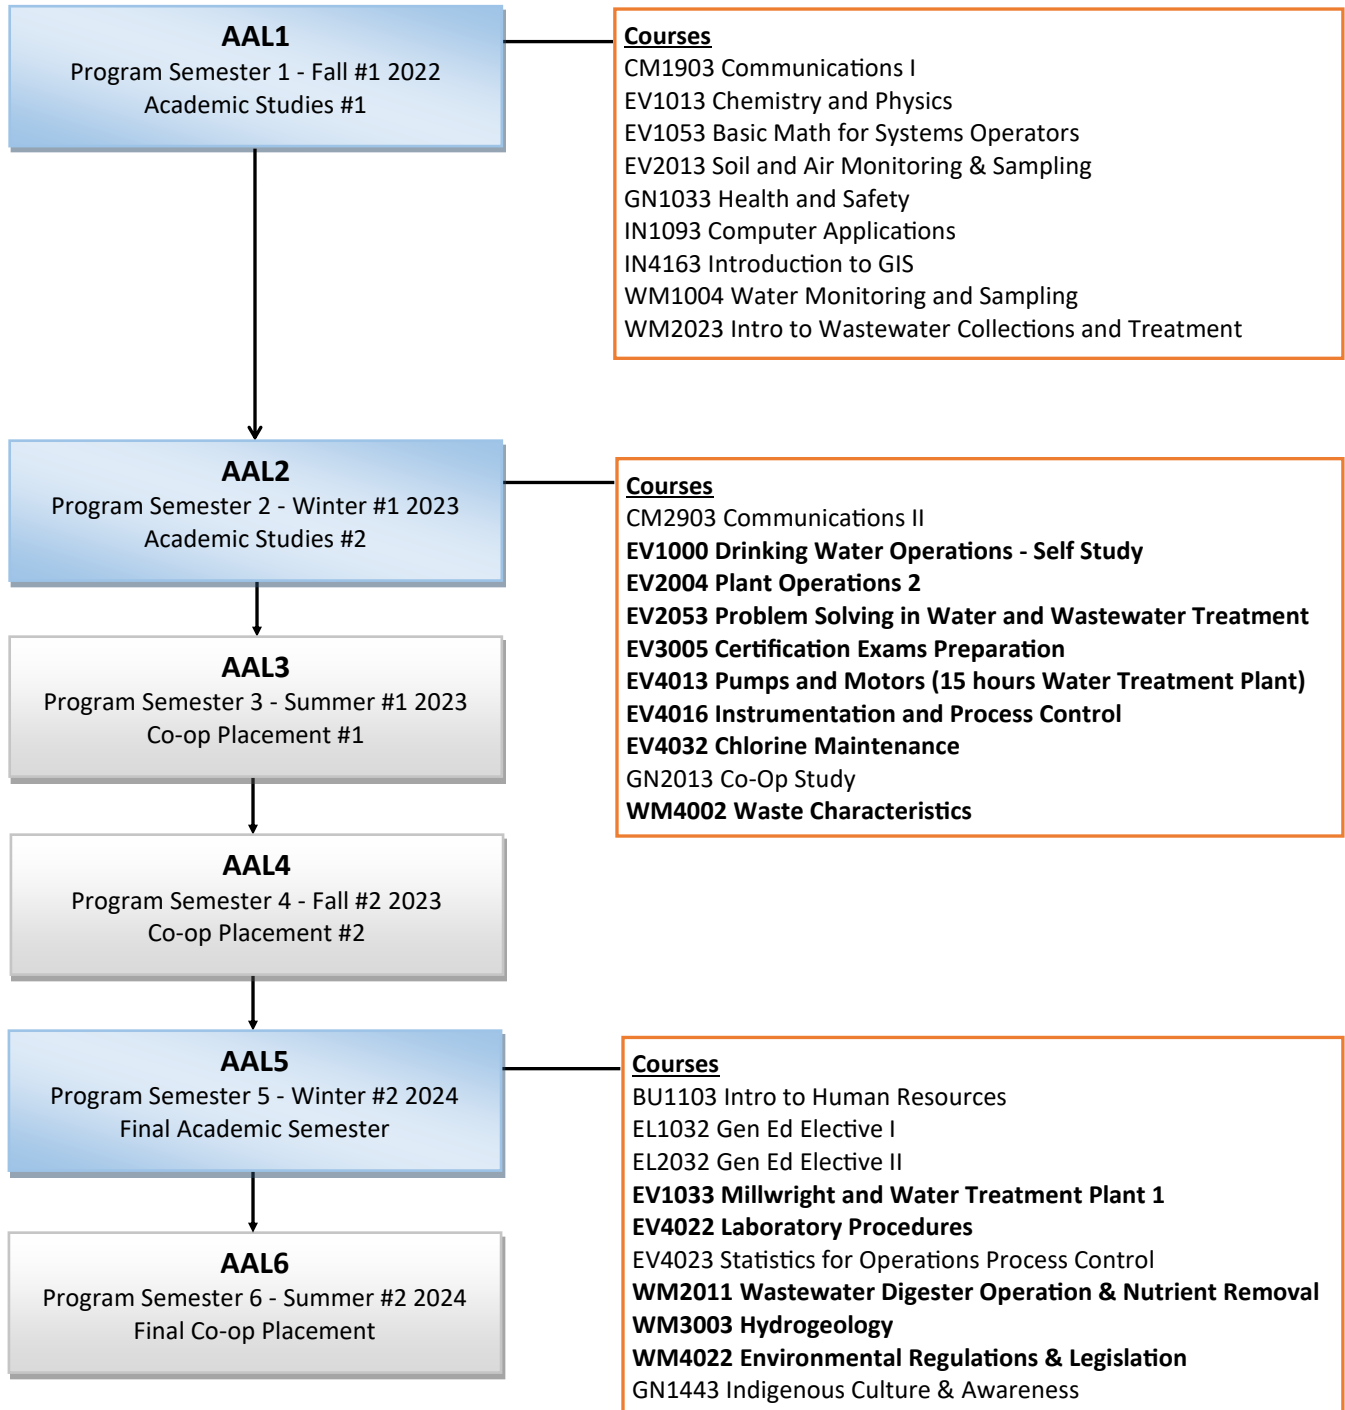 AAL1
Program Semester 1 - Fall #1 2022
Academic Studies #1
Courses
CM1903 Communications I
EV1013 Chemistry and Physics
EV1053 Basic Math for Systems Operators
EV2013 Soil and Air Monitoring & Sampling
GN1033 Health and Safety
IN1093 Computer Applications
IN4163 Introduction to GIS
WM1004 Water Monitoring and Sampling
WM2023 Intro to Wastewater Collections and Treatment
AAL2
Program Semester 2 - Winter #1 2023
Academic Studies #2
Courses
CM2903 Communications II
EV1000 Drinking Water Operations - Self Study
EV2004 Plant Operations 2
EV2053 Problem Solving in Water and Wastewater Treatment
EV3005 Certification Exams Preparation
EV4013 Pumps and Motors (15 hours Water Treatment Plant)
EV4016 Instrumentation and Process Control
EV4032 Chlorine Maintenance
GN2013 Co-Op Study
WM4002 Waste Characteristics
AAL3
Program Semester 3 - Summer #1 2023
Co-op Placement #1
AAL4
Program Semester 4 - Fall #2 2023
Co-op Placement #2
AAL5
Program Semester 5 - Winter #2 2024
Final Academic Semester
Courses
BU1103 Intro to Human Resources
EL1032 Gen Ed Elective I
EL2032 Gen Ed Elective II
EV1033 Millwright and Water Treatment Plant 1
EV4022 Laboratory Procedures
EV4023 Statistics for Operations Process Control
WM2011 Wastewater Digester Operation & Nutrient Removal
WM3003 Hydrogeology
WM4022 Environmental Regulations & Legislation
GN1443 Indigenous Culture & Awareness
AAL6
Program Semester 6 - Summer #2 2024
Final Co-op Placement